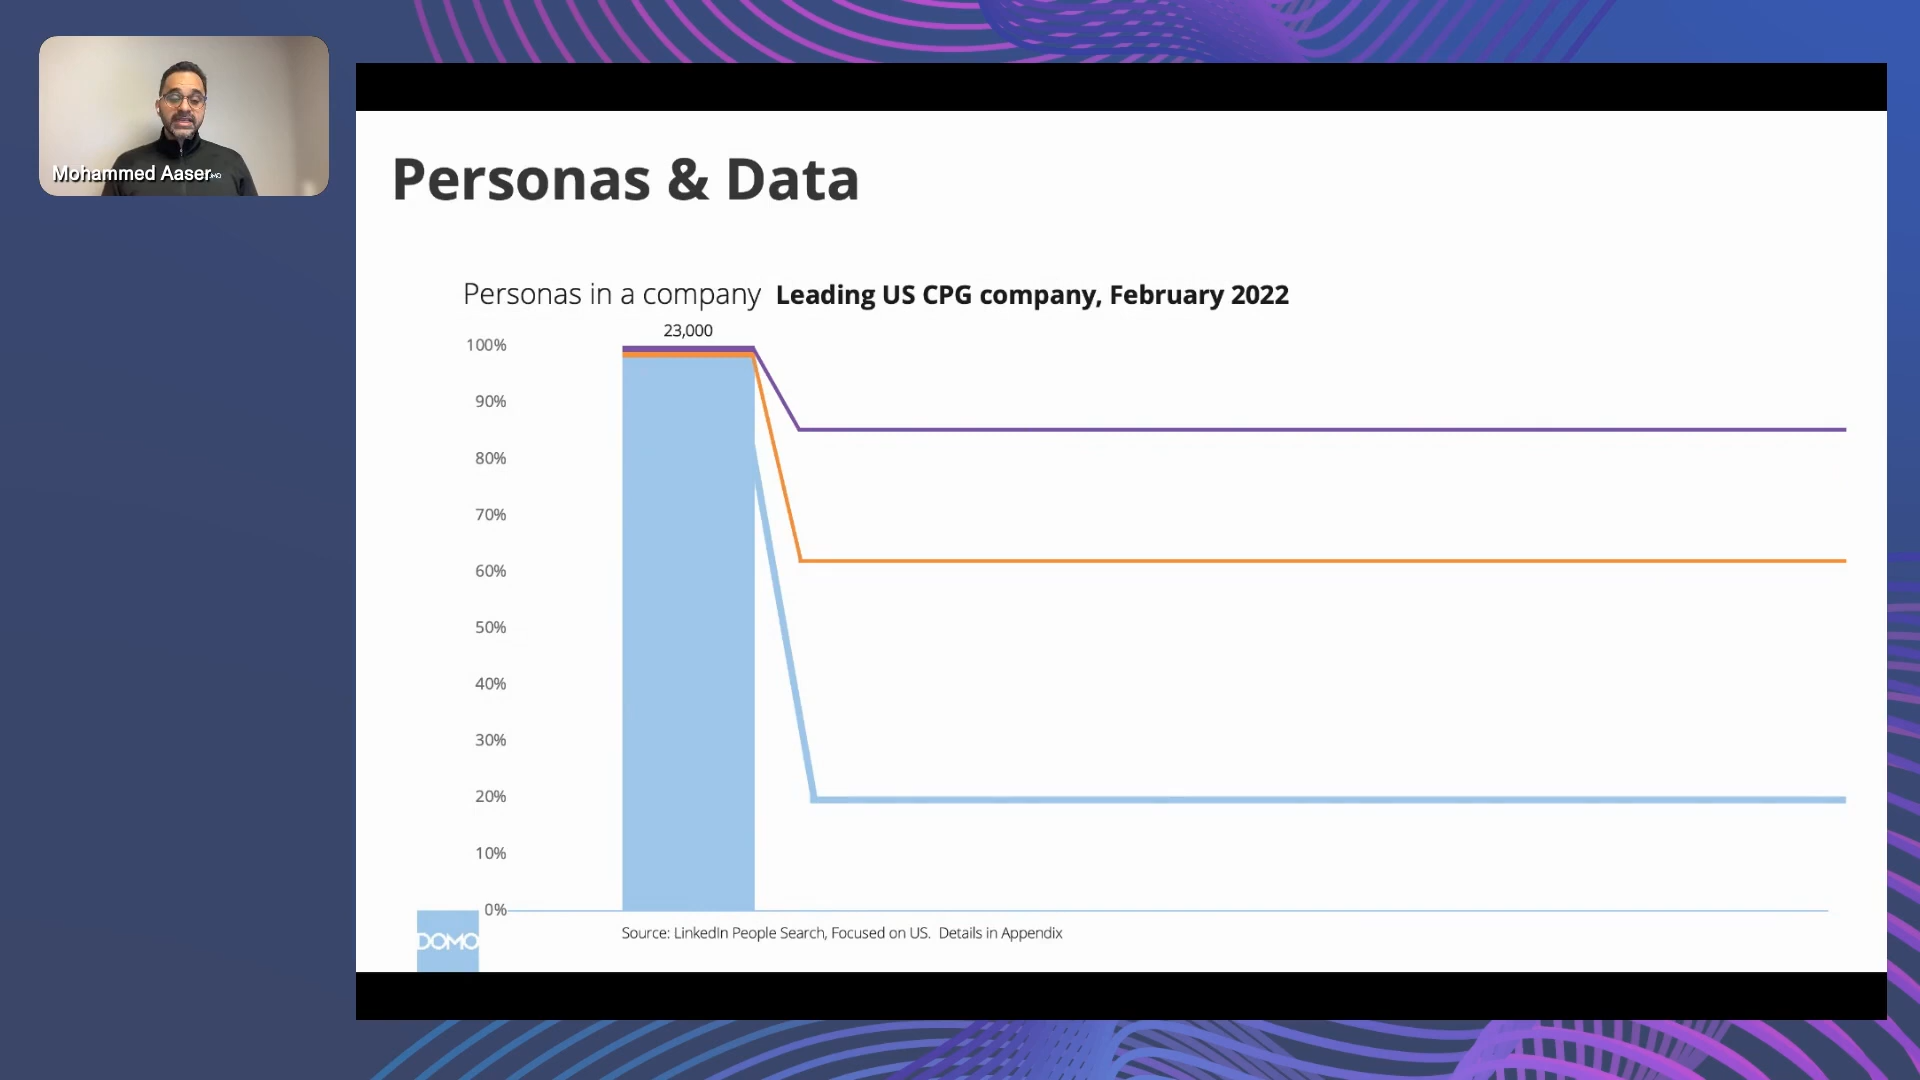 Mohammed Aaser
Personas & Data
Personas in a company Leading US CPG company, February 2022
23,000
100%
90%
80%
70%
60%
50%
40%
30%
20%
10%
0%
DOMO
Source: LinkedIn People Search, Focused on US. Details in Appendix